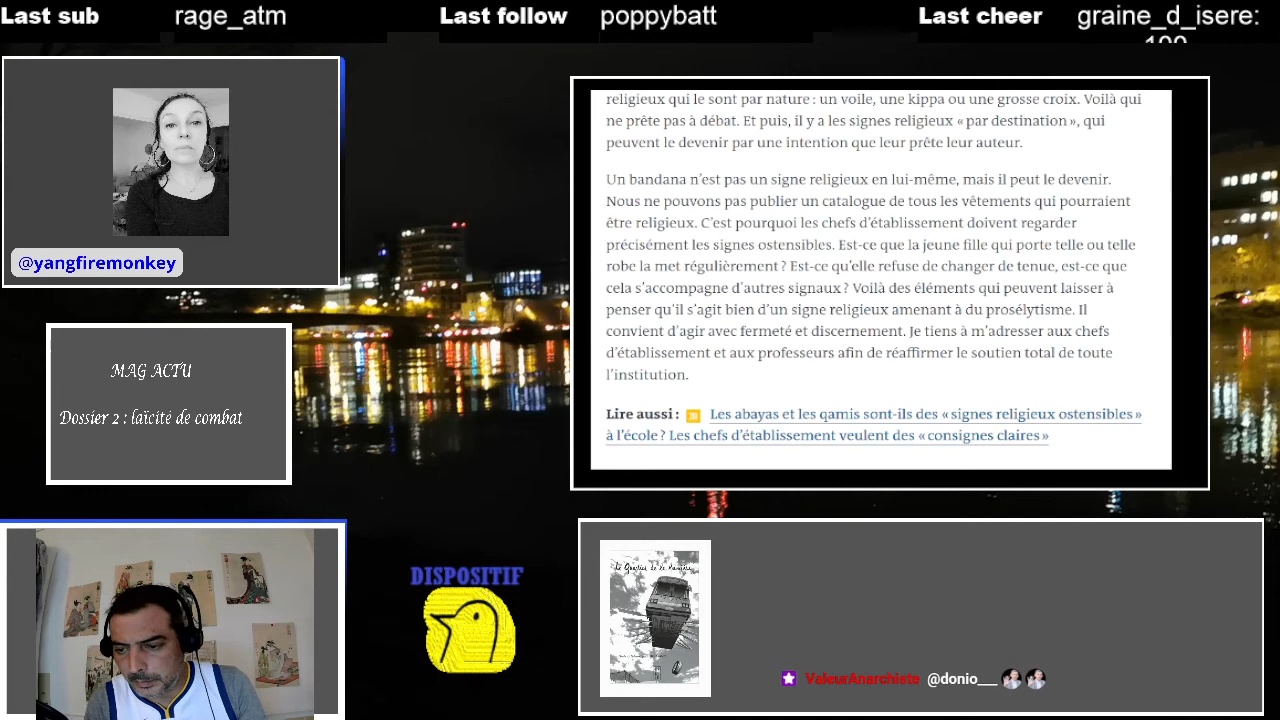 Last sub rage_atm Last follow poppybatt Last cheer graine_d_isere:
100
@yangfiremonkey
MAG ACTU
Dossier 2 : laïcité de combat
religieux qui le sont par nature : un voile, une kippa ou une grosse croix. Voilà qui
ne prête pas à débat. Et puis, il y a les signes religieux « par destination », qui
peuvent le devenir par une intention que leur prête leur auteur.
Un bandana n'est pas un signe religieux en lui-même, mais il peut le devenir.
Nous ne pouvons pas publier un catalogue de tous les vêtements qui pourraient
être religieux. C'est pourquoi les chefs d'établissement doivent regarder
précisément les signes ostensibles. Est-ce que la jeune fille qui porte telle ou telle
robe la met régulièrement ? Est-ce qu'elle refuse de changer de tenue, est-ce que
cela s'accompagne d'autres signaux ? Voilà des éléments qui peuvent laisser à
penser qu'il s'agit bien d'un signe religieux amenant à du prosélytisme. Il
convient d'agir avec fermeté et discernement. Je tiens à m'adresser aux chefs
d'établissement et aux professeurs afin de réaffirmer le soutien total de toute
l'institution.
Lire aussi : Les abayas et les qamis sont-ils des « signes religieux ostensibles »
à l'école ? Les chefs d'établissement veulent des « consignes claires »
DISPOSITIF
Le Quartier de la
ValeurAnarchiste @donio___